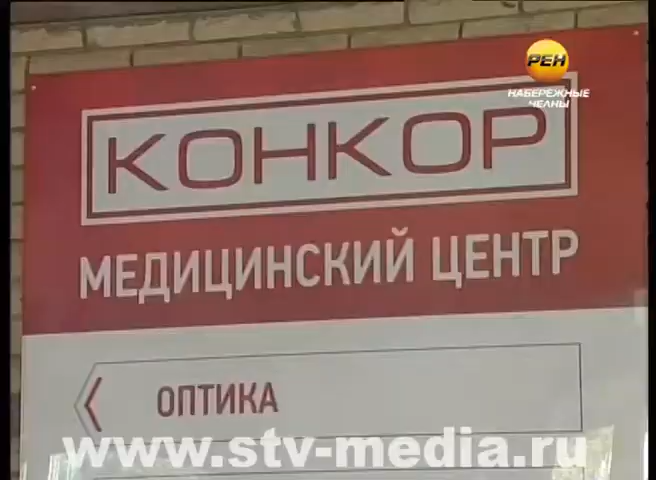 РЕН
НАБЕРЕЖНЫЕ
ЧЕЛНЫ
КОНКОР
МЕДИЦИНСКИЙ ЦЕНТР
ОПТИКА
www.stv-media.ru